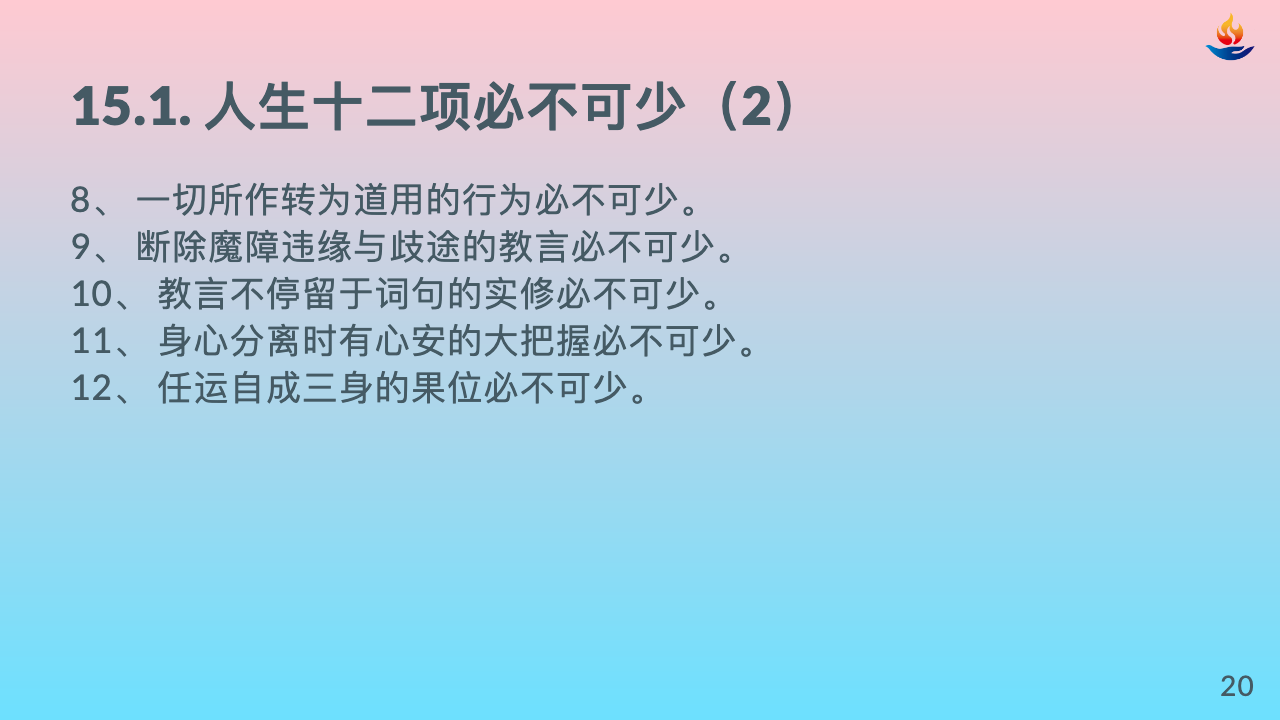 15.1. 人生十二项必不可少（2）
8、 一切所作转为道用的行为必不可少。
9、 断除魔障违缘与歧途的教言必不可少。
10、 教言不停留于词句的实修必不可少。
11、 身心分离时有心安的大把握必不可少。
12、 任运自成三身的果位必不可少。
20